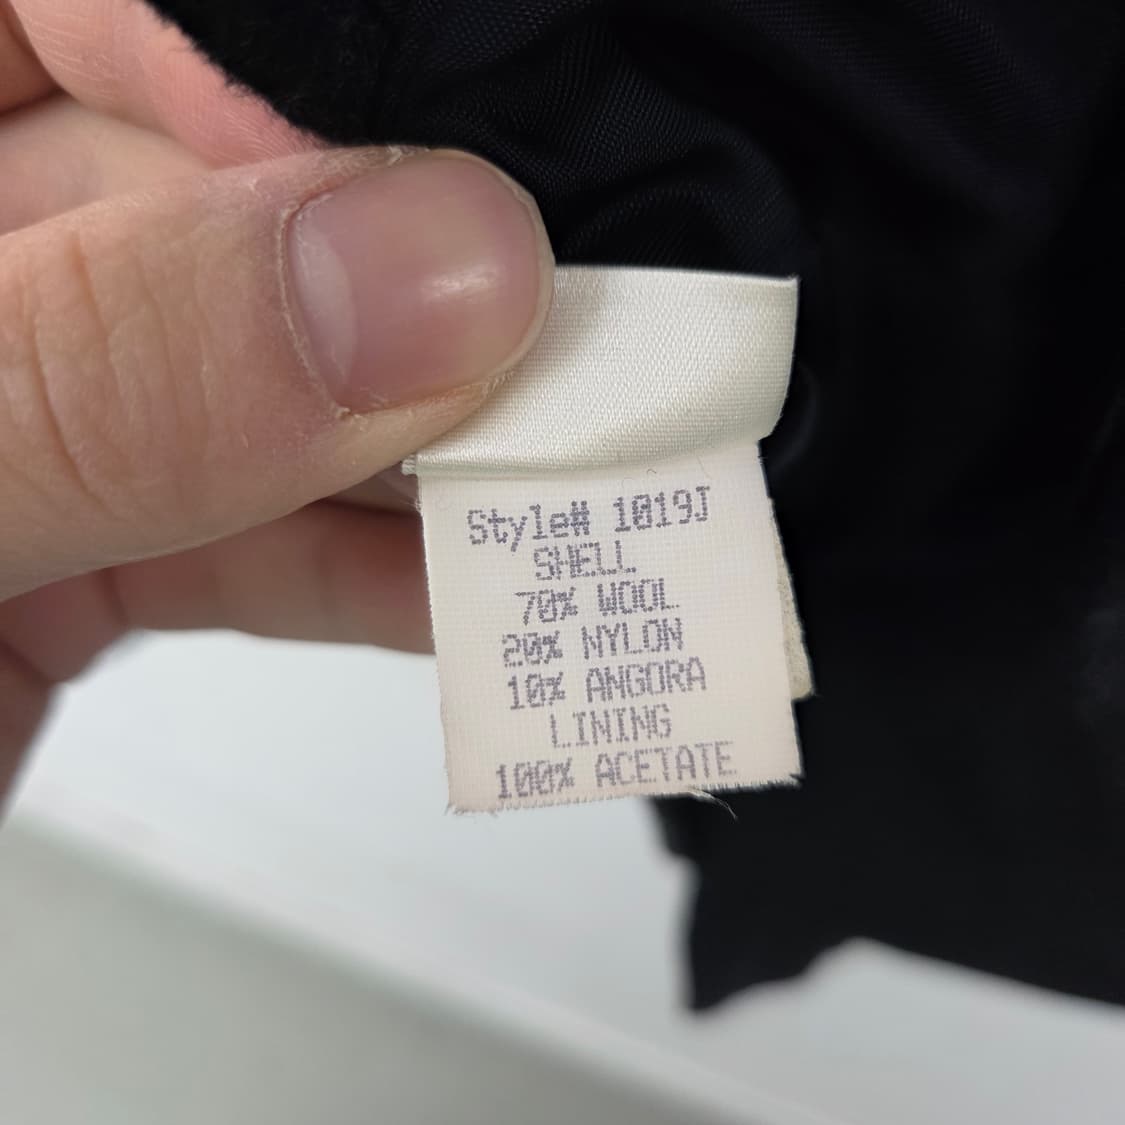 Style# 1019J
SHELL
70% WOOL
20% NYLON
10% ANGORA
LINING
100% ACETATE